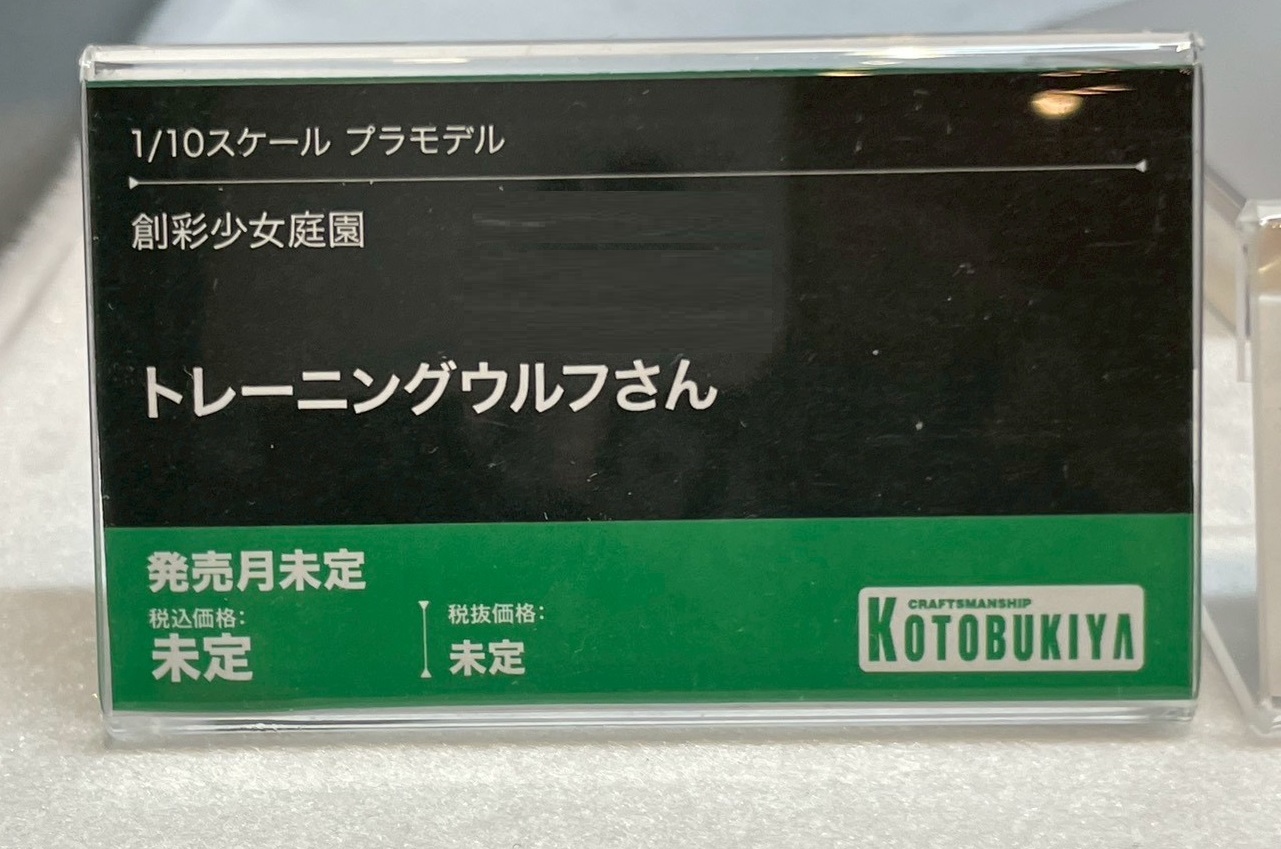 1/10スケール プラモデル
創彩少女庭園
トレーニングウルフさん
発売月未定
税込価格:
未定
税抜価格:
未定
CRAFTSMANSHIP
KOTOBUKIYA